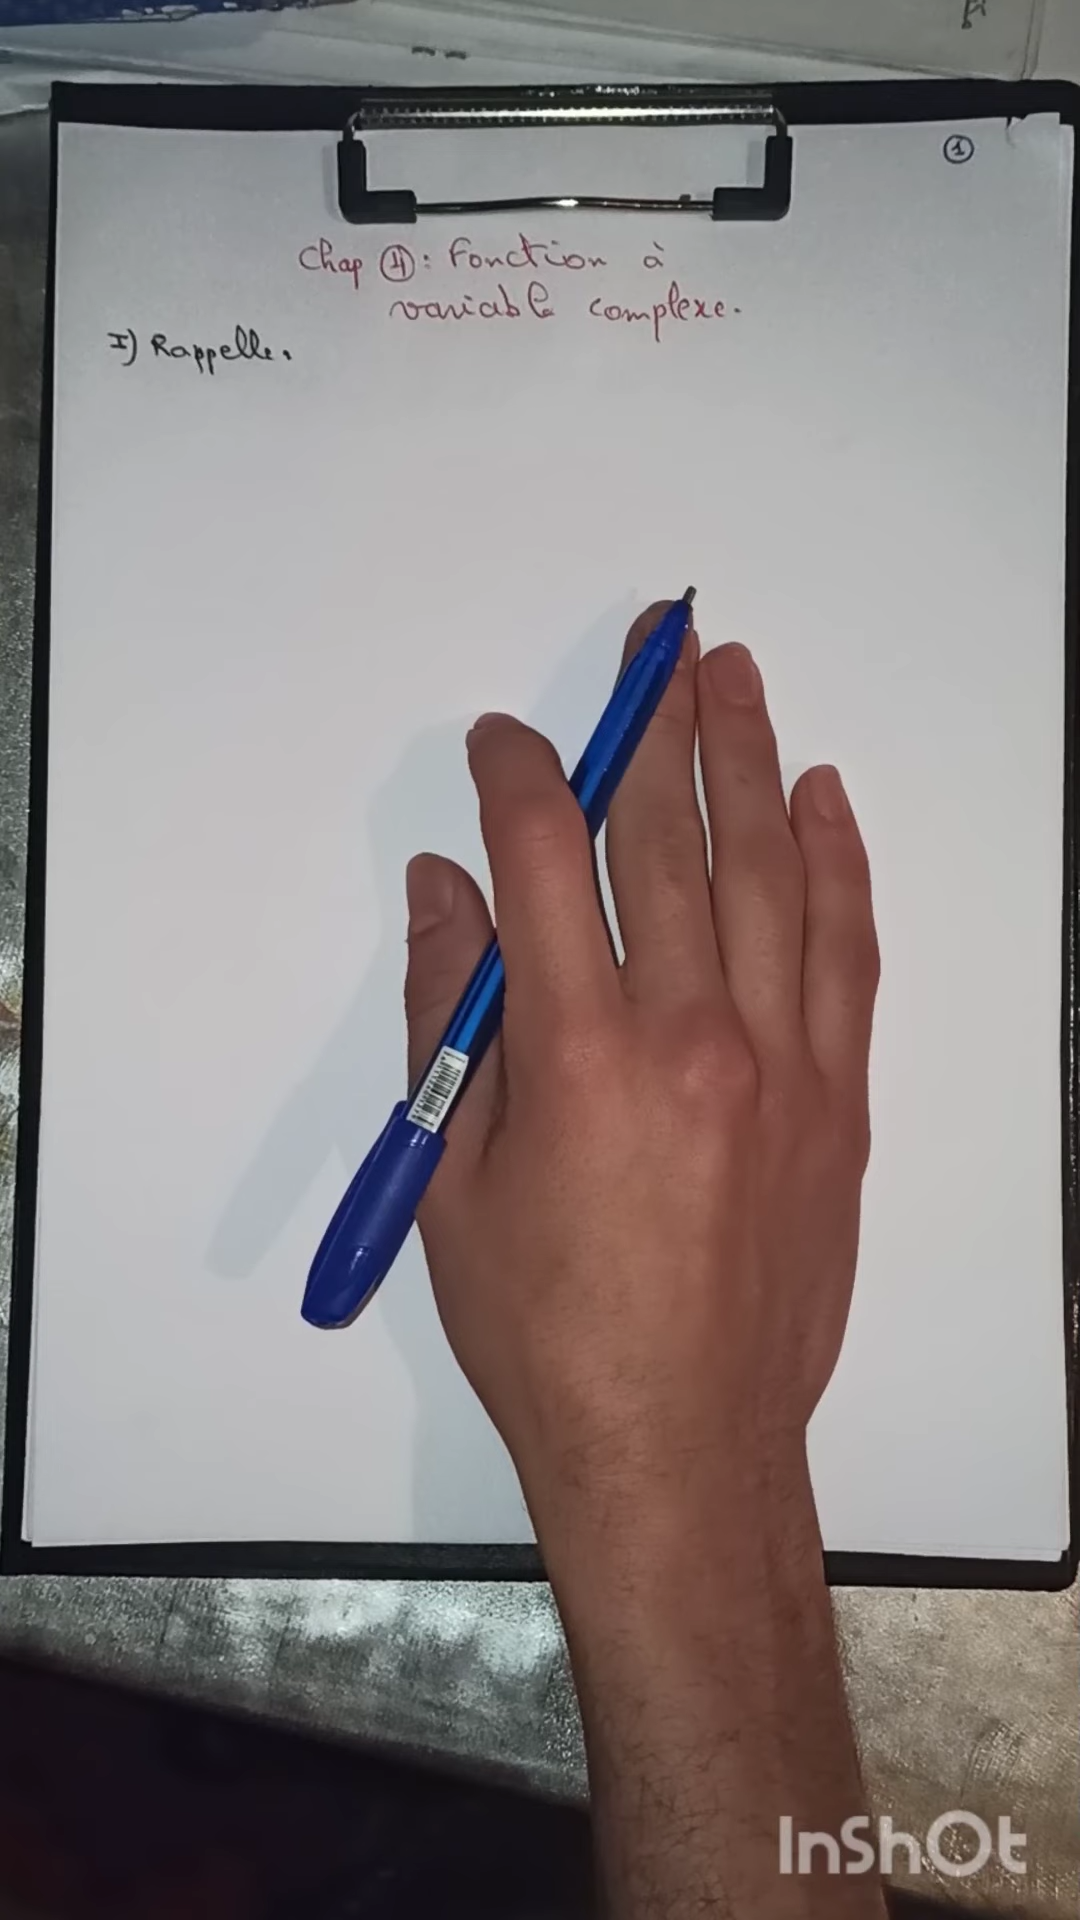 ①
Chap ④: Fonction à
variable complexe.
I) Rappelle.
InShOt